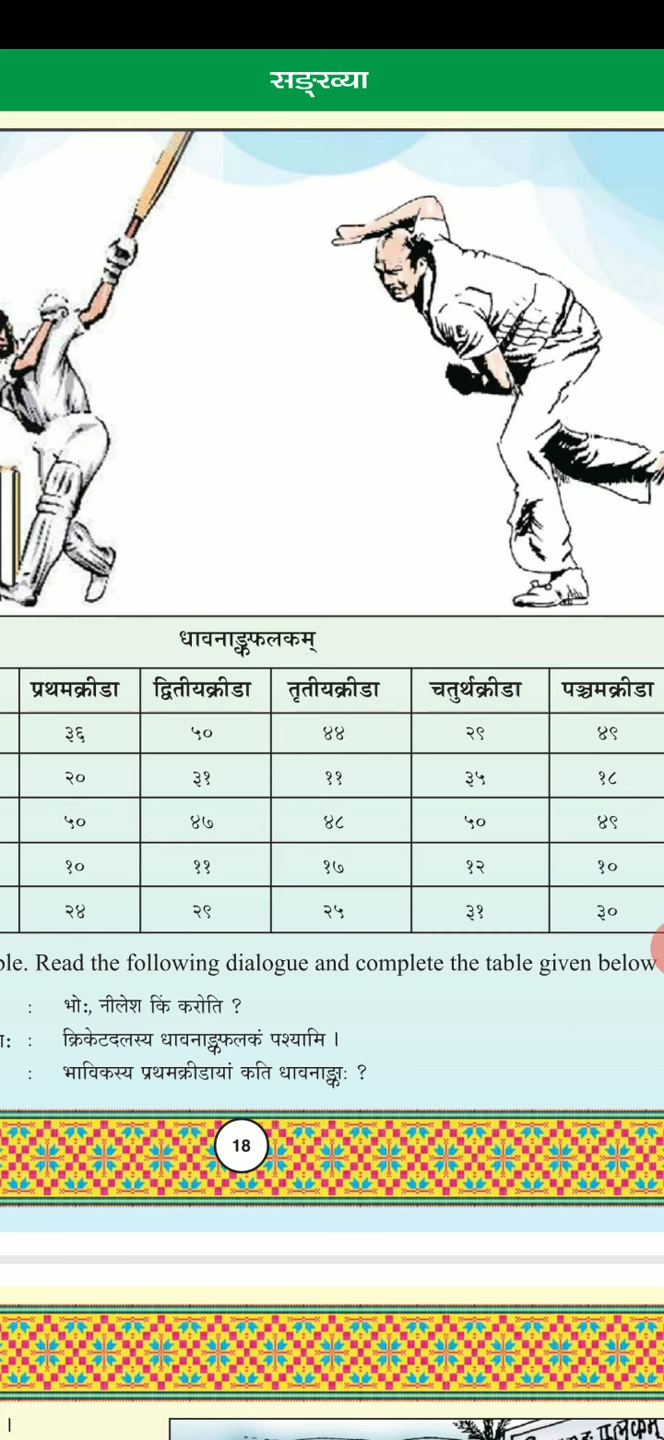 सङ्ख्या
धावनाङ्कफलकम्
प्रथमक्रीडा द्वितीयक्रीडा तृतीयक्रीडा चतुर्थक्रीडा पञ्चमक्रीडा
३६ ५० ४४ २९ ४९
२० ३१ ११ ३५ १८
५० ४७ ४८ ५० ४९
१० ११ १७ १२ १०
२४ २९ २५ ३१ ३०
ble. Read the following dialogue and complete the table given below
: भोः, नीलेश किं करोति ?
: क्रिकेटदलस्य धावनाङ्कफलकं पश्यामि ।
: भाविकस्य प्रथमक्रीडायां कति धावनाङ्काः ?
18
।